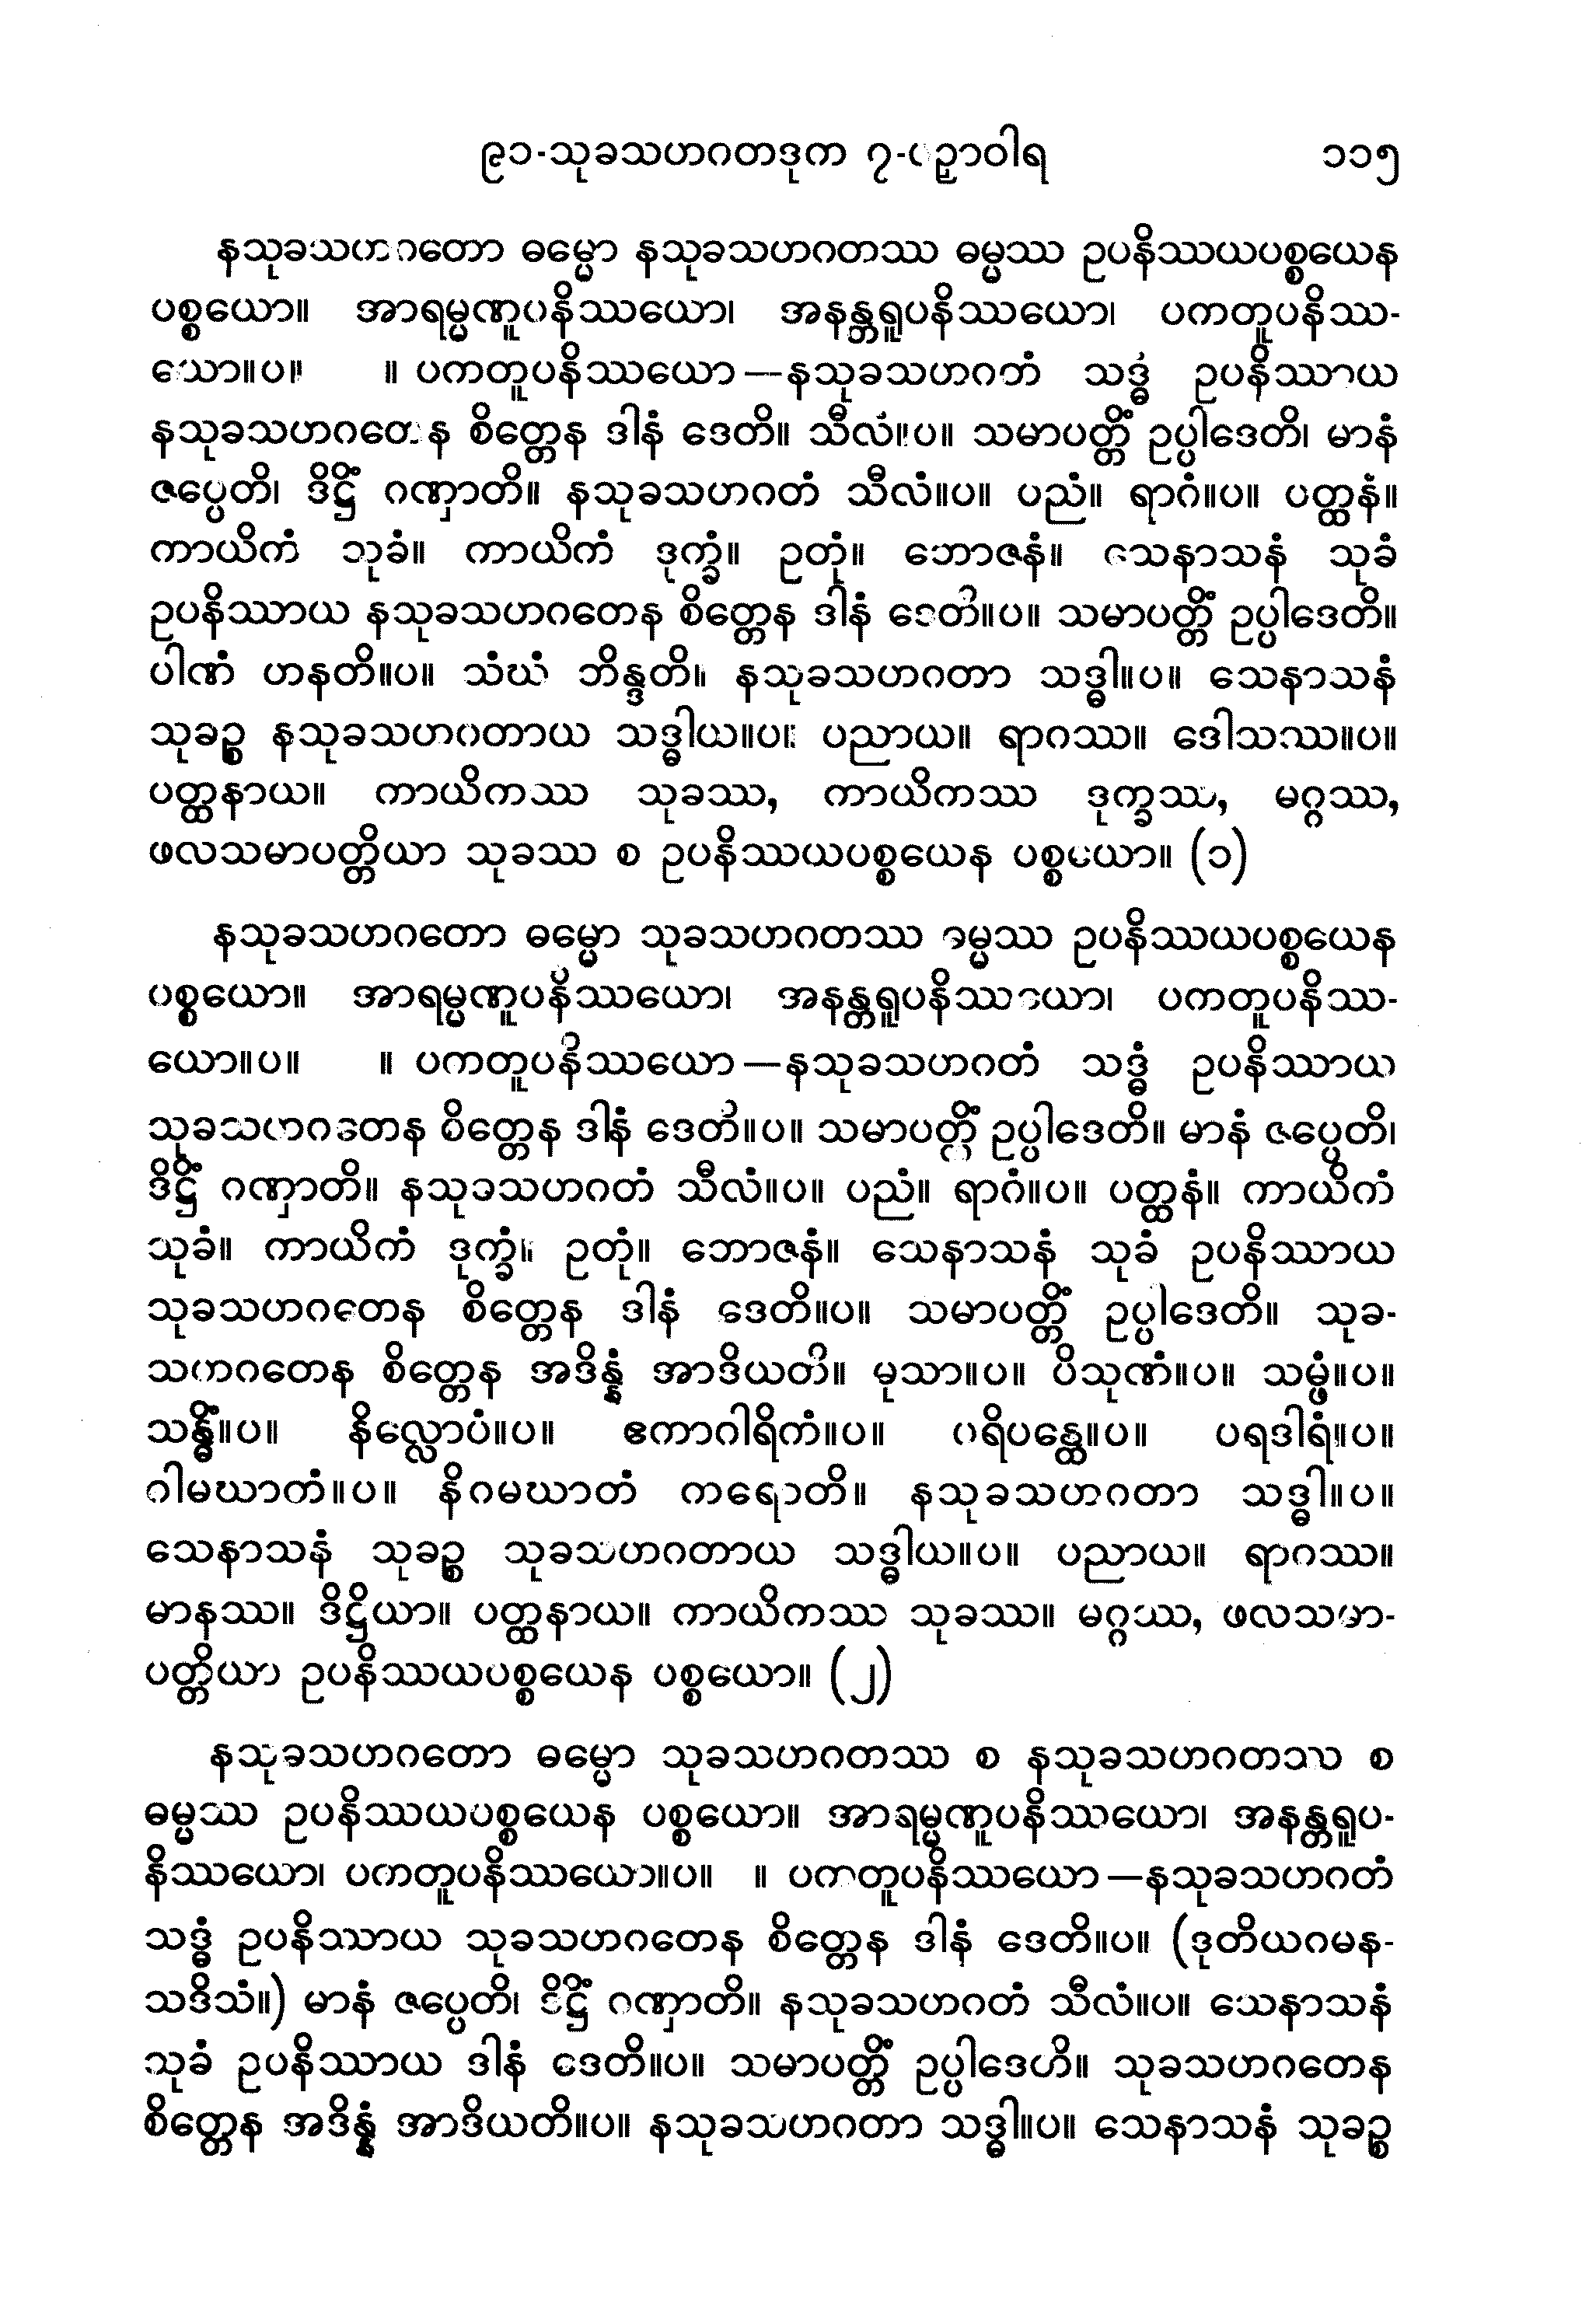 ၉၁-သုခသဟဂတဒုက ၇-ပဉှာဝါရ ၁၁၅
နသုခသဟဂတော ဓမ္မော နသုခသဟဂတဿ ဓမ္မဿ ဥပနိဿယပစ္စယေန
ပစ္စယော။ အာရမ္မဏူပနိဿယော၊ အနန္တရူပနိဿယော၊ ပကတူပနိဿ-
ယော။ပ။ ။ ပကတူပနိဿယော—နသုခသဟဂတံ သဒ္ဓံ ဥပနိဿာယ
နသုခသဟဂတေန စိတ္တေန ဒါနံ ဒေတိ။ သီလံ။ပ။ သမာပတ္တိံ ဥပ္ပါဒေတိ၊ မာနံ
ဇပ္ပေတိ၊ ဒိဋ္ဌိံ ဂဏှာတိ။ နသုခသဟဂတံ သီလံ။ပ။ ပညံ။ ရာဂံ။ပ။ ပတ္ထနံ။
ကာယိကံ သုခံ။ ကာယိကံ ဒုက္ခံ။ ဥတုံ။ ဘောဇနံ။ သေနာသနံ သုခံ
ဥပနိဿာယ နသုခသဟဂတေန စိတ္တေန ဒါနံ ဒေတိ။ပ။ သမာပတ္တိံ ဥပ္ပါဒေတိ။
ပါဏံ ဟနတိ။ပ။ သံဃံ ဘိန္ဒတိ။ နသုခသဟဂတာ သဒ္ဓါ။ပ။ သေနာသနံ
သုခဉ္စ နသုခသဟဂတာယ သဒ္ဓါယ။ပ။ ပညာယ။ ရာဂဿ။ ဒေါသဿ။ပ။
ပတ္ထနာယ။ ကာယိကဿ သုခဿ, ကာယိကဿ ဒုက္ခဿ, မဂ္ဂဿ,
ဖလသမာပတ္တိယာ သုခဿ စ ဥပနိဿယပစ္စယေန ပစ္စယော။ (၁)
နသုခသဟဂတော ဓမ္မော သုခသဟဂတဿ ဓမ္မဿ ဥပနိဿယပစ္စယေန
ပစ္စယော။ အာရမ္မဏူပနိဿယော၊ အနန္တရူပနိဿယော၊ ပကတူပနိဿ-
ယော။ပ။ ။ ပကတူပနိဿယော—နသုခသဟဂတံ သဒ္ဓံ ဥပနိဿာယ
သုခသဟဂတေန စိတ္တေန ဒါနံ ဒေတိ။ပ။ သမာပတ္တိံ ဥပ္ပါဒေတိ။ မာနံ ဇပ္ပေတိ၊
ဒိဋ္ဌိံ ဂဏှာတိ။ နသုခသဟဂတံ သီလံ။ပ။ ပညံ။ ရာဂံ။ပ။ ပတ္ထနံ။ ကာယိကံ
သုခံ။ ကာယိကံ ဒုက္ခံ။ ဥတုံ။ ဘောဇနံ။ သေနာသနံ သုခံ ဥပနိဿာယ
သုခသဟဂတေန စိတ္တေန ဒါနံ ဒေတိ။ပ။ သမာပတ္တိံ ဥပ္ပါဒေတိ။ သုခ-
သဟဂတေန စိတ္တေန အဒိန္နံ အာဒိယတိ။ မုသာ။ပ။ ပိသုဏံ။ပ။ သမ္ဖံ။ပ။
သန္ဓိံ။ပ။ နိလ္လောပံ။ပ။ ဧကာဂါရိကံ။ပ။ ပရိပန္ထေ။ပ။ ပရဒါရံ။ပ။
ဂါမဃာတံ။ပ။ နိဂမဃာတံ ကရောတိ။ နသုခသဟဂတာ သဒ္ဓါ။ပ။
သေနာသနံ သုခဉ္စ သုခသဟဂတာယ သဒ္ဓါယ။ပ။ ပညာယ။ ရာဂဿ။
မာနဿ။ ဒိဋ္ဌိယာ။ ပတ္ထနာယ။ ကာယိကဿ သုခဿ။ မဂ္ဂဿ, ဖလသမာ-
ပတ္တိယာ ဥပနိဿယပစ္စယေန ပစ္စယော။ (၂)
နသုခသဟဂတော ဓမ္မော သုခသဟဂတဿ စ နသုခသဟဂတဿ စ
ဓမ္မဿ ဥပနိဿယပစ္စယေန ပစ္စယော။ အာရမ္မဏူပနိဿယော၊ အနန္တရူပ-
နိဿယော၊ ပကတူပနိဿယော။ပ။ ။ ပကတူပနိဿယော—နသုခသဟဂတံ
သဒ္ဓံ ဥပနိဿာယ သုခသဟဂတေန စိတ္တေန ဒါနံ ဒေတိ။ပ။ (ဒုတိယဂမန-
သဒိသံ။) မာနံ ဇပ္ပေတိ၊ ဒိဋ္ဌိံ ဂဏှာတိ။ နသုခသဟဂတံ သီလံ။ပ။ သေနာသနံ
သုခံ ဥပနိဿာယ ဒါနံ ဒေတိ။ပ။ သမာပတ္တိံ ဥပ္ပါဒေဟိ။ သုခသဟဂတေန
စိတ္တေန အဒိန္နံ အာဒိယတိ။ပ။ နသုခသဟဂတာ သဒ္ဓါ။ပ။ သေနာသနံ သုခဉ္စ